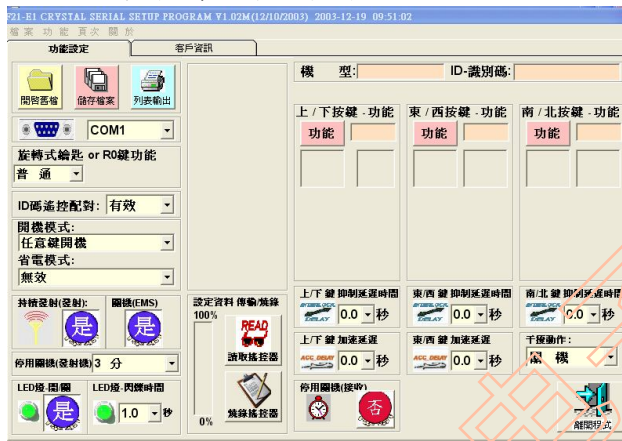 F21-E1 CRYSTAL SERIAL SETUP PROGRAM V1.02M(12/10/2003) 2003-12-19 09:51:02
檔案 功能 頁次 關於
功能設定 客戶資訊
開啟舊檔 儲存檔案 列表輸出
COM1
旋轉式鑰匙 or R0鍵功能
普 通
ID碼遙控配對: 有效
開機模式:
任意鍵開機
省電模式:
無效
持續發射(發射): 關機(EMS)
是 是
停用關機(發射機) 3 分
LED燈-開/關 LED燈-閃爍時間
是 1.0 秒
設定資料 傳輸/燒錄
100%
READ
讀取搖控器
燒錄搖控器
0%
機 型: ID-識別碼:
上 / 下按鍵 - 功能 東 / 西按鍵 - 功能 南 / 北按鍵 - 功能
功能 功能 功能
上/下 鍵 抑制延遲時間 東/西 鍵 抑制延遲時間 南/北 鍵 抑制延遲時間
DELAY 0.0 秒 DELAY 0.0 秒 DELAY 0.0 秒
上/下 鍵 加速延遲 東/西 鍵 加速延遲 干擾動作:
ACC_DELAY 0.0 秒 ACC_DELAY 0.0 秒 關 機
停用關機(接收)
否
離開程式